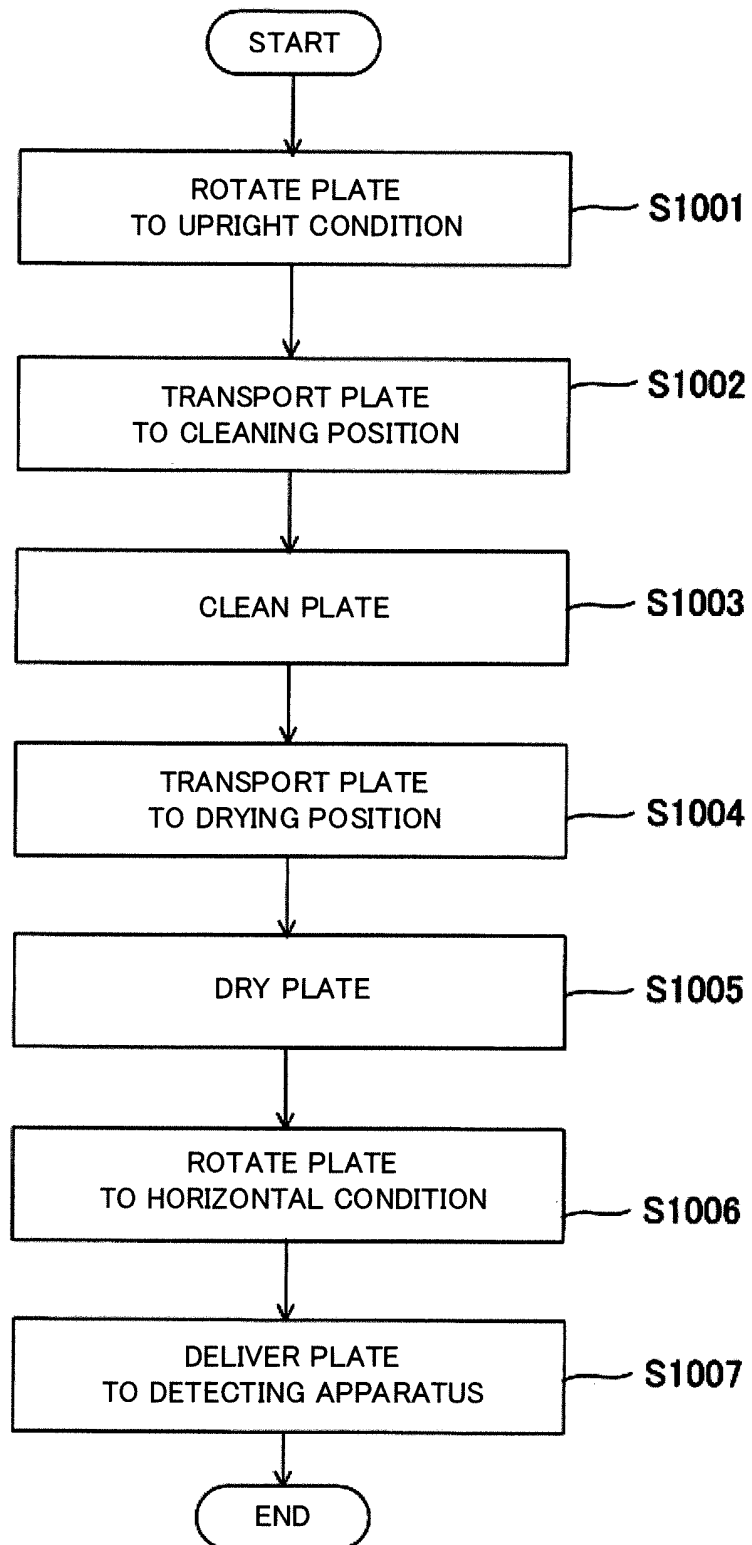 START
ROTATE PLATE
TO UPRIGHT CONDITION
S1001
TRANSPORT PLATE
TO CLEANING POSITION
S1002
CLEAN PLATE
S1003
TRANSPORT PLATE
TO DRYING POSITION
S1004
DRY PLATE
S1005
ROTATE PLATE
TO HORIZONTAL CONDITION
S1006
DELIVER PLATE
TO DETECTING APPARATUS
S1007
END